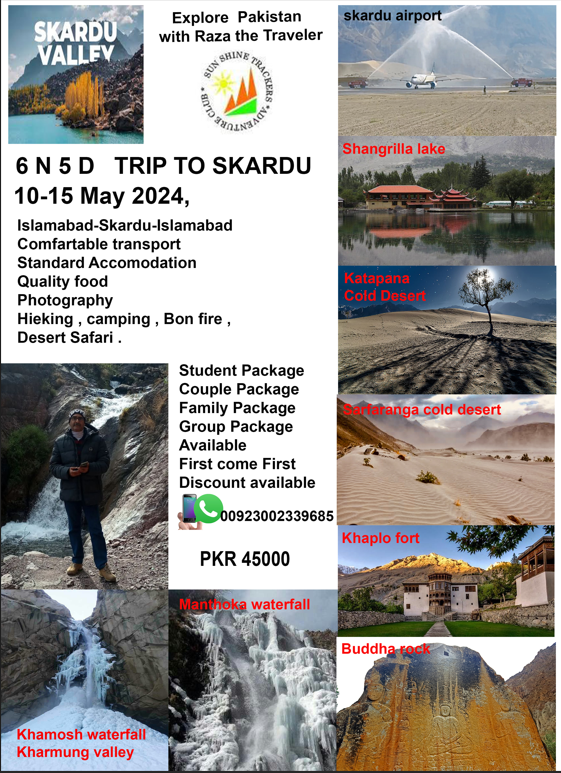 SKARDU
VALLEY
Explore Pakistan
with Raza the Traveler
SUN SHINE TRACKERS
ADVENTURE CLUB
6 N 5 D TRIP TO SKARDU
10-15 May 2024,
Islamabad-Skardu-Islamabad
Comfartable transport
Standard Accomodation
Quality food
Photography
Hieking , camping , Bon fire ,
Desert Safari .
Student Package
Couple Package
Family Package
Group Package
Available
First come First
Discount available
00923002339685
PKR 45000
skardu airport
Shangrilla lake
Katapana
Cold Desert
Sarfaranga cold desert
Khaplo fort
Buddha rock
Manthoka waterfall
Khamosh waterfall
Kharmung valley